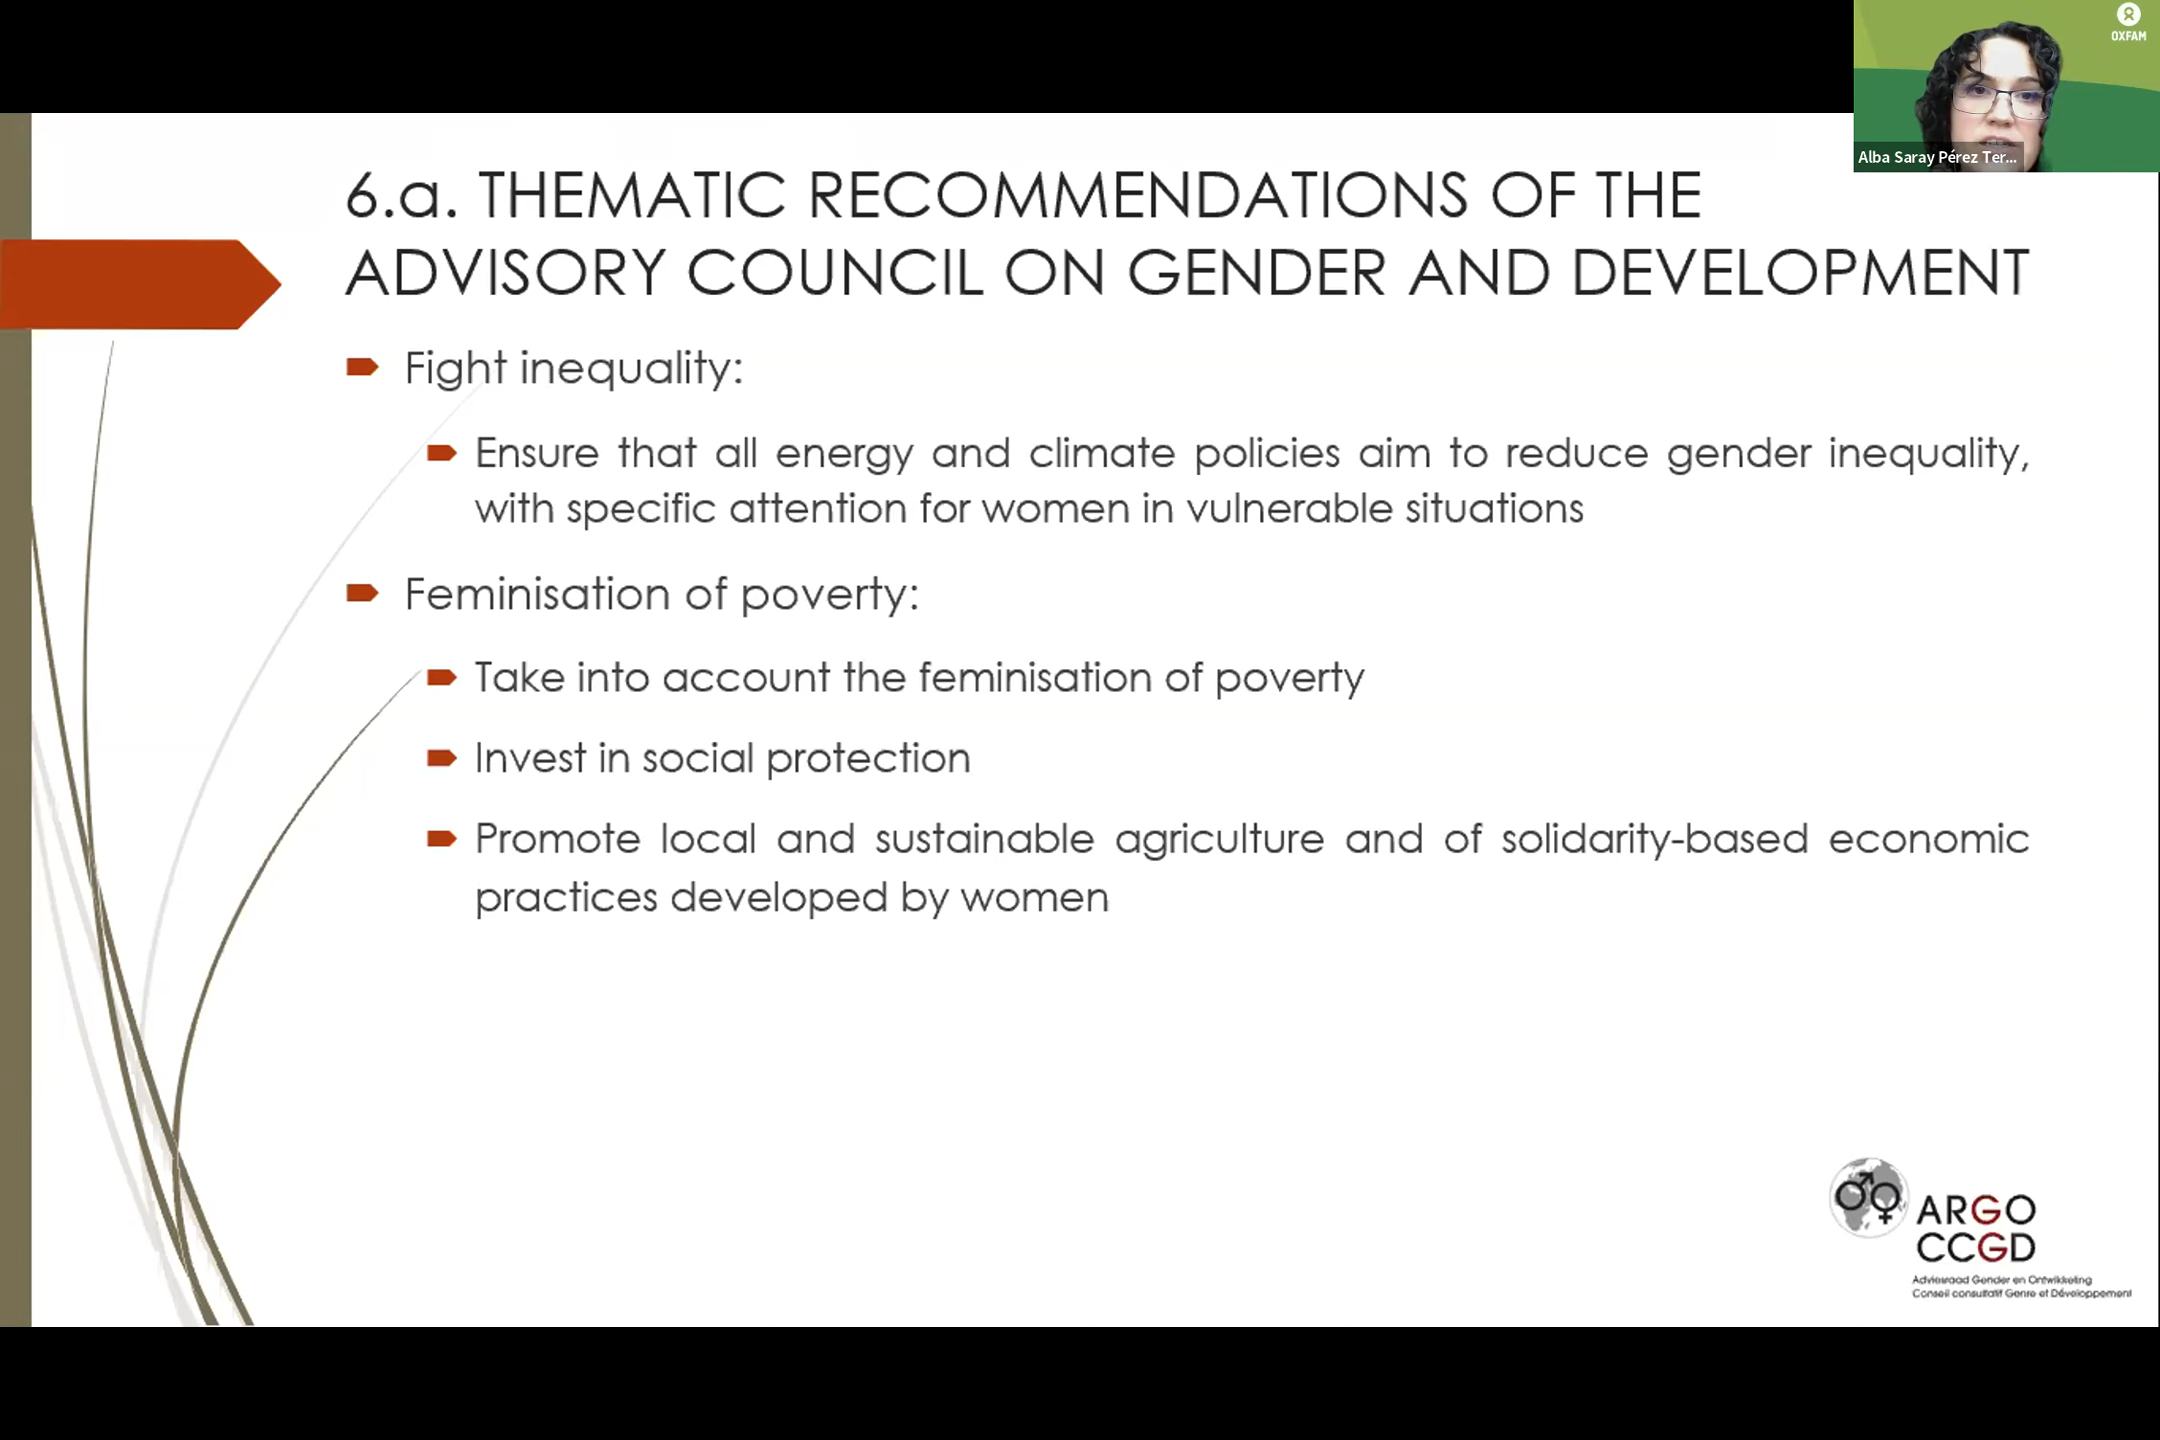 OXFAM
Alba Saray Pérez Ter...
6.a. THEMATIC RECOMMENDATIONS OF THE
ADVISORY COUNCIL ON GENDER AND DEVELOPMENT
Fight inequality:
Ensure that all energy and climate policies aim to reduce gender inequality,
with specific attention for women in vulnerable situations
Feminisation of poverty:
Take into account the feminisation of poverty
Invest in social protection
Promote local and sustainable agriculture and of solidarity-based economic
practices developed by women
ARGO
CCGD
Adviesraad Gender en Ontwikkeling
Conseil consultatif Genre et Développement